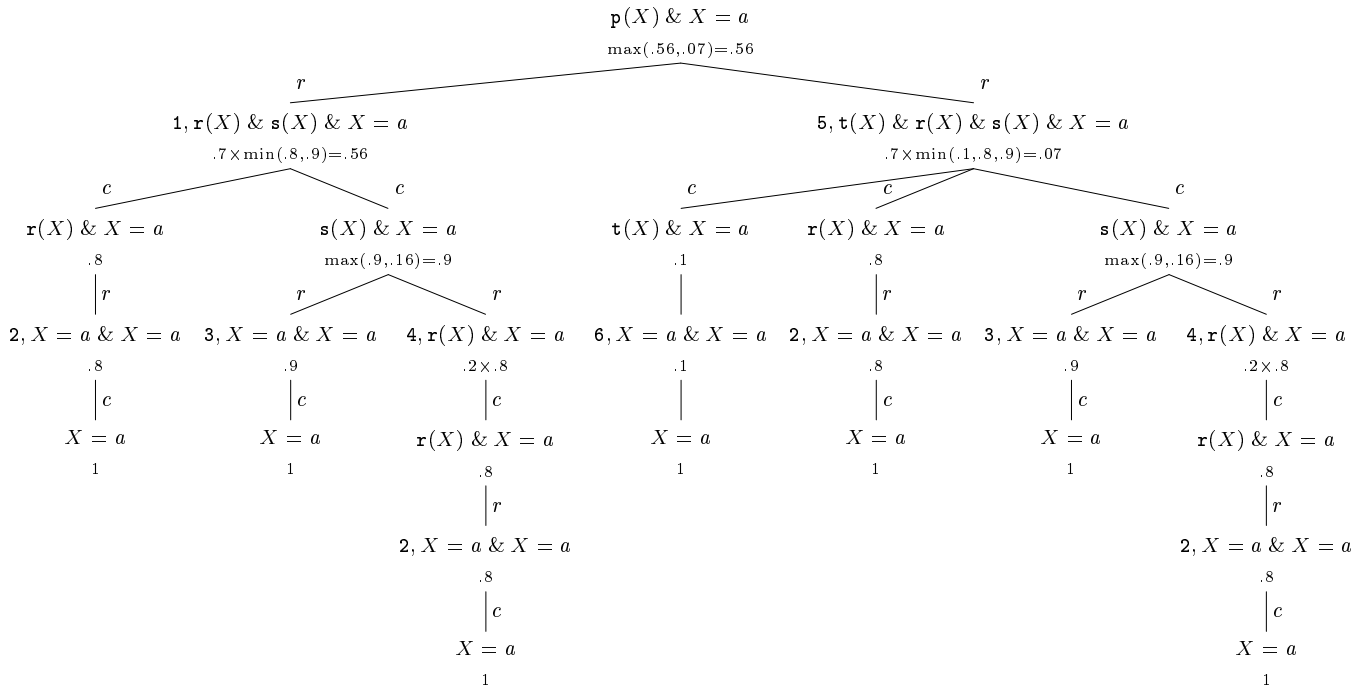 p(X) & X = a
max(.56,.07)=.56
r r
1, r(X) & s(X) & X = a 5, t(X) & r(X) & s(X) & X = a
.7×min(.8,.9)=.56 .7×min(.1,.8,.9)=.07
c c c c c
r(X) & X = a s(X) & X = a t(X) & X = a r(X) & X = a s(X) & X = a
.8 max(.9,.16)=.9 .1 .8 max(.9,.16)=.9
r r r r r r
2, X = a & X = a 3, X = a & X = a 4, r(X) & X = a 6, X = a & X = a 2, X = a & X = a 3, X = a & X = a 4, r(X) & X = a
.8 .9 .2×.8 .1 .8 .9 .2×.8
c c c c c c
X = a X = a r(X) & X = a X = a X = a X = a r(X) & X = a
1 1 .8 1 1 1 .8
r r
2, X = a & X = a 2, X = a & X = a
.8 .8
c c
X = a X = a
1 1